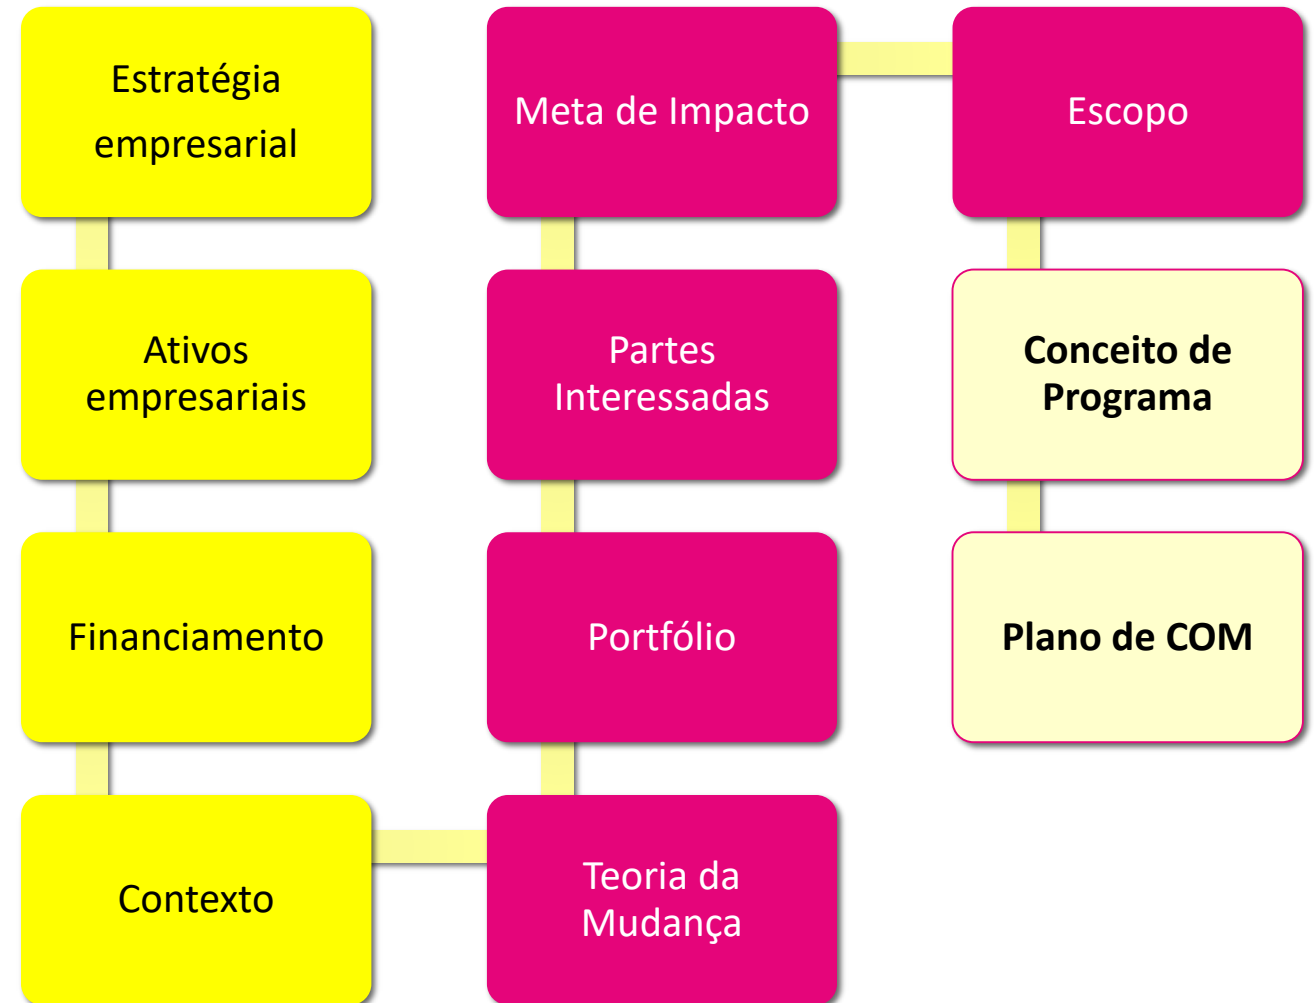 Estratégia
empresarial
Ativos
empresariais
Financiamento
Contexto
Teoria da
Mudança
Portfólio
Partes
Interessadas
Meta de Impacto
Escopo
Conceito de
Programa
Plano de COM